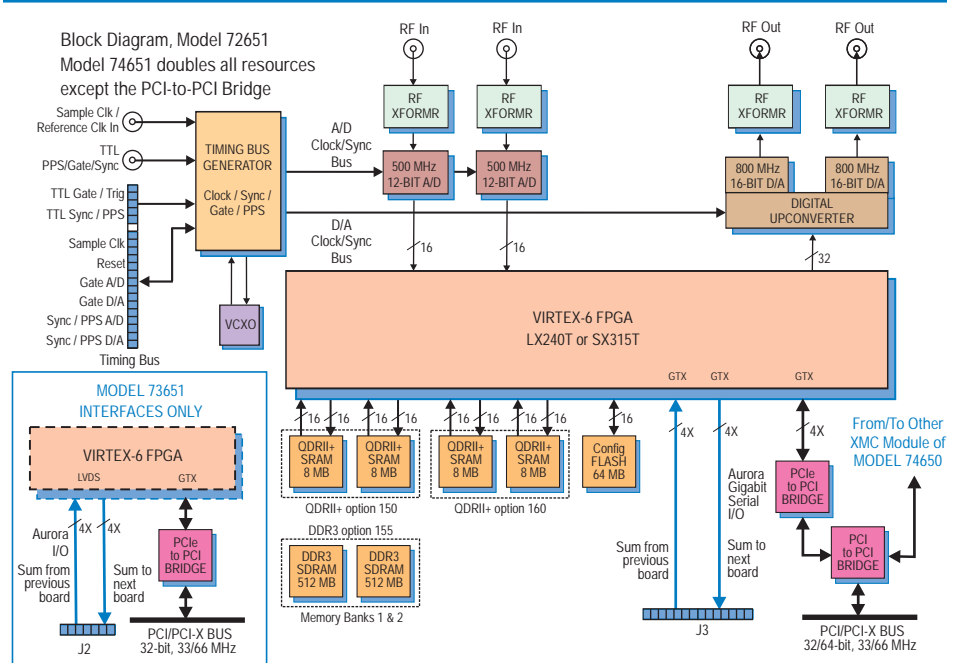 Block Diagram, Model 72651
Model 74651 doubles all resources
except the PCI-to-PCI Bridge
RF In
RF In
RF Out
RF Out
Sample Clk /
Reference Clk In
TTL
PPS/Gate/Sync
TTL Gate / Trig
TTL Sync / PPS
Sample Clk
Reset
Gate A/D
Gate D/A
Sync / PPS A/D
Sync / PPS D/A
Timing Bus
TIMING BUS
GENERATOR
Clock / Sync /
Gate / PPS
VCXO
A/D
Clock/Sync
Bus
D/A
Clock/Sync
Bus
RF
XFORMR
RF
XFORMR
RF
XFORMR
RF
XFORMR
500 MHz
12-BIT A/D
500 MHz
12-BIT A/D
800 MHz
16-BIT D/A
800 MHz
16-BIT D/A
DIGITAL
UPCONVERTER
16
16
32
VIRTEX-6 FPGA
LX240T or SX315T
GTX
GTX
GTX
16
16
16
16
16
16
16
16
16
4X
4X
4X
QDRII+
SRAM
8 MB
QDRII+
SRAM
8 MB
QDRII+
SRAM
8 MB
QDRII+
SRAM
8 MB
Config
FLASH
64 MB
QDRII+ option 150
QDRII+ option 160
DDR3 option 155
DDR3
SDRAM
512 MB
DDR3
SDRAM
512 MB
Memory Banks 1 & 2
Sum from
previous
board
Sum to
next
board
J3
Aurora
Gigabit
Serial
I/O
PCIe
to PCI
BRIDGE
PCI
to PCI
BRIDGE
From/To Other
XMC Module of
MODEL 74650
PCI/PCI-X BUS
32/64-bit, 33/66 MHz
MODEL 73651
INTERFACES ONLY
VIRTEX-6 FPGA
LVDS
GTX
Aurora
I/O
4X
4X
Sum from
previous
board
Sum to
next
board
PCIe
to PCI
BRIDGE
J2
PCI/PCI-X BUS
32-bit, 33/66 MHz